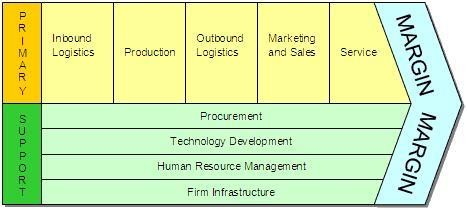 PRIMARY
Inbound
Logistics
Production
Outbound
Logistics
Marketing
and Sales
Service
MARGIN
SUPPORT
Procurement
Technology Development
Human Resource Management
Firm Infrastructure
MARGIN